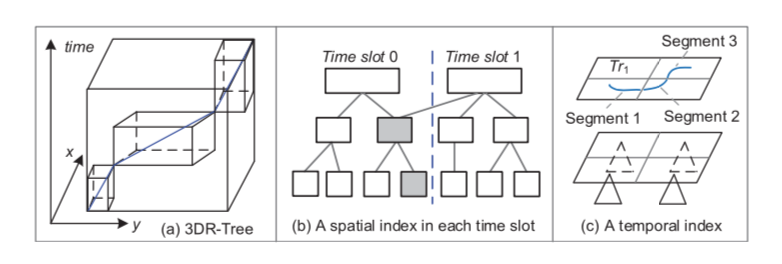 time
x
y
(a) 3DR-Tree
Time slot 0
Time slot 1
(b) A spatial index in each time slot
Segment 3
Tr1
Segment 1
Segment 2
(c) A temporal index